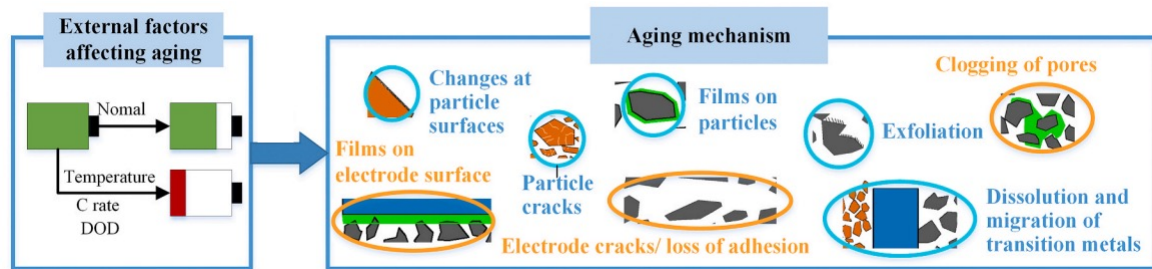 External factors
affecting aging
Nomal
Temperature
C rate
DOD
Aging mechanism
Changes at
particle
surfaces
Films on
electrode surface
Particle
cracks
Films on
particles
Electrode cracks/ loss of adhesion
Exfoliation
Clogging of pores
Dissolution and
migration of
transition metals